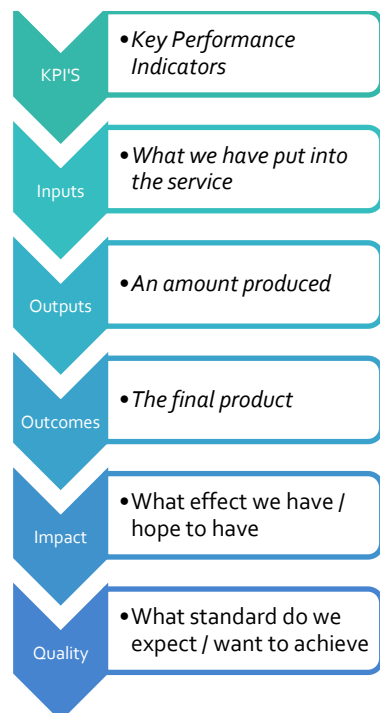 KPI'S
•Key Performance
Indicators
Inputs
•What we have put into
the service
Outputs
•An amount produced
Outcomes
•The final product
Impact
•What effect we have /
hope to have
Quality
•What standard do we
expect / want to achieve